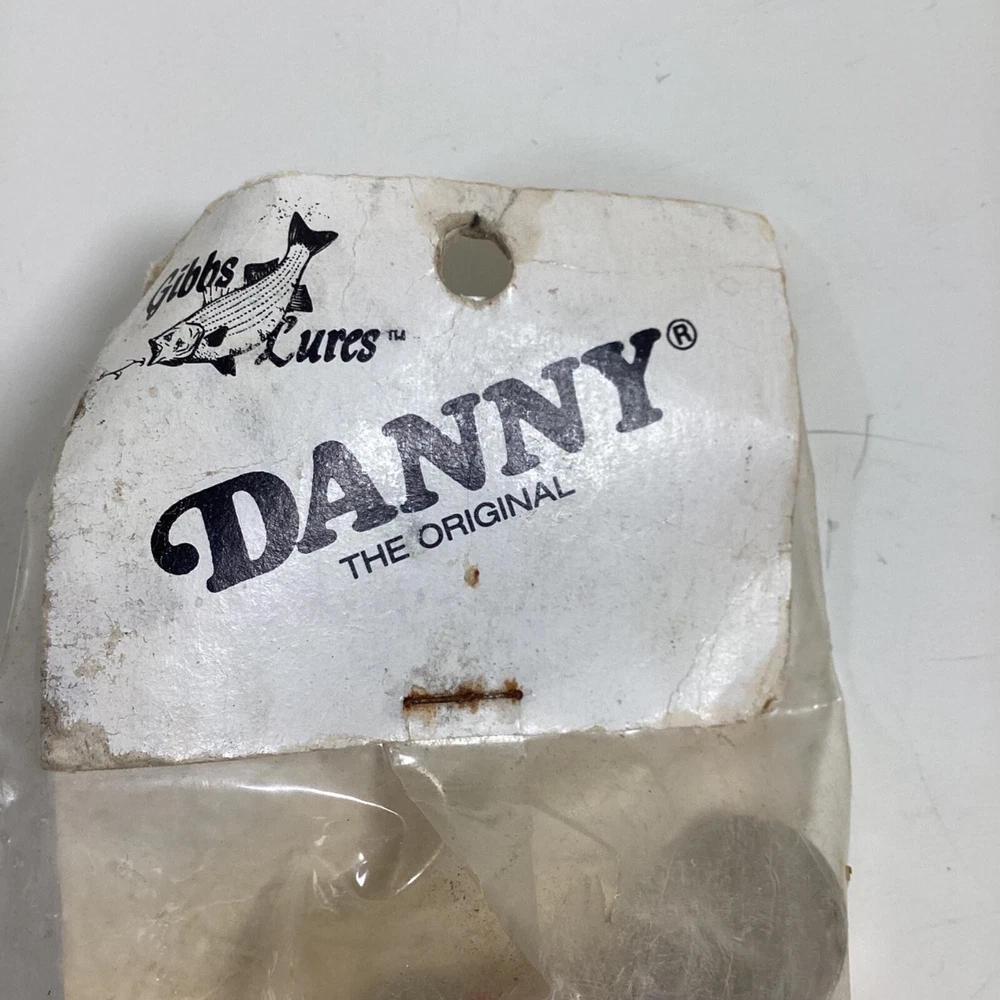 Gibbs
Lures™
DANNY®
THE ORIGINAL